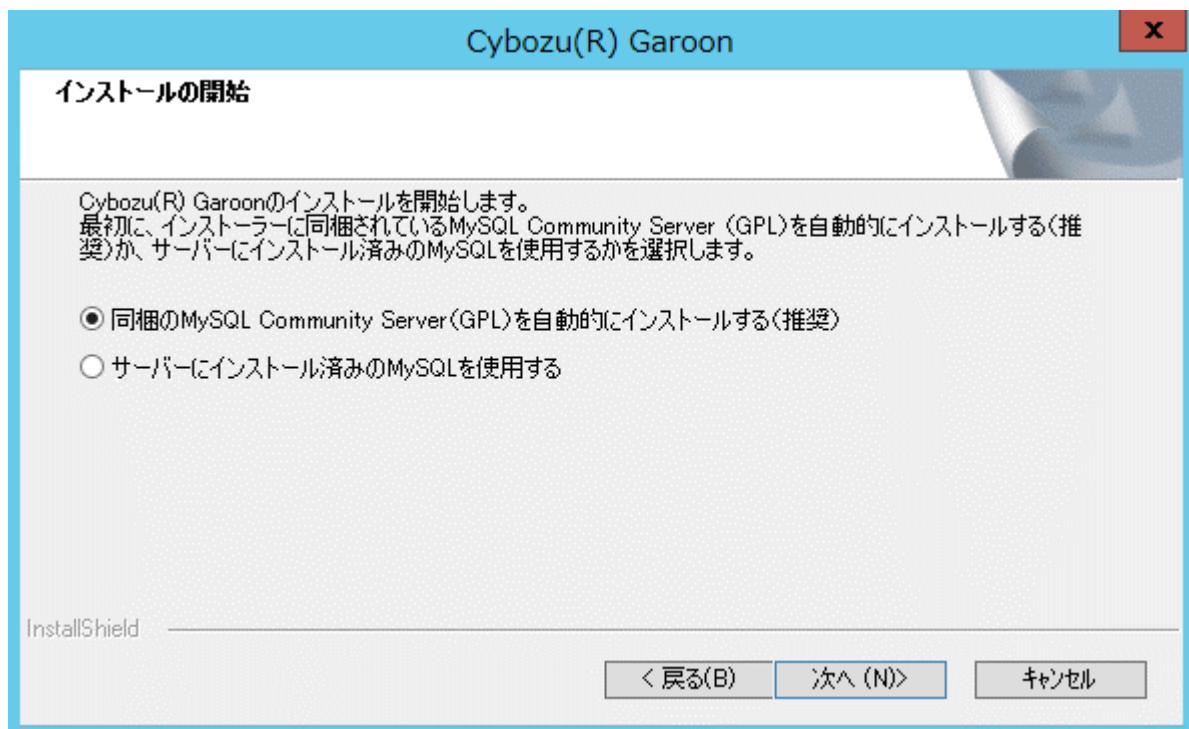 Cybozu(R) Garoon
x
インストールの開始
Cybozu(R) Garoonのインストールを開始します。
最初に、インストーラーに同梱されているMySQL Community Server (GPL)を自動的にインストールする(推
奨)か、サーバーにインストール済みのMySQLを使用するかを選択します。
同梱のMySQL Community Server(GPL)を自動的にインストールする(推奨)
サーバーにインストール済みのMySQLを使用する
InstallShield
< 戻る(B) 次へ (N)> キャンセル